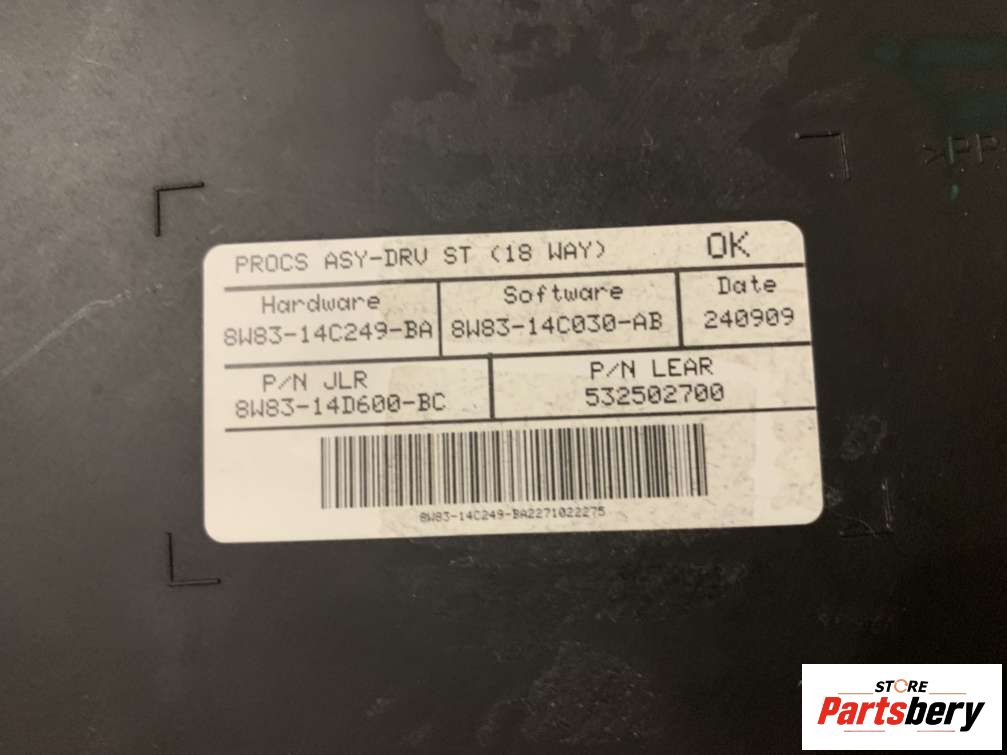 >PP
PROCS ASY-DRV ST (18 WAY) OK
Hardware Software Date
8W83-14C249-BA 8W83-14C030-AB 240909
P/N JLR P/N LEAR
8W83-14D600-BC 532502700
8W83-14C249-BA2271022275
STORE
Partsbery